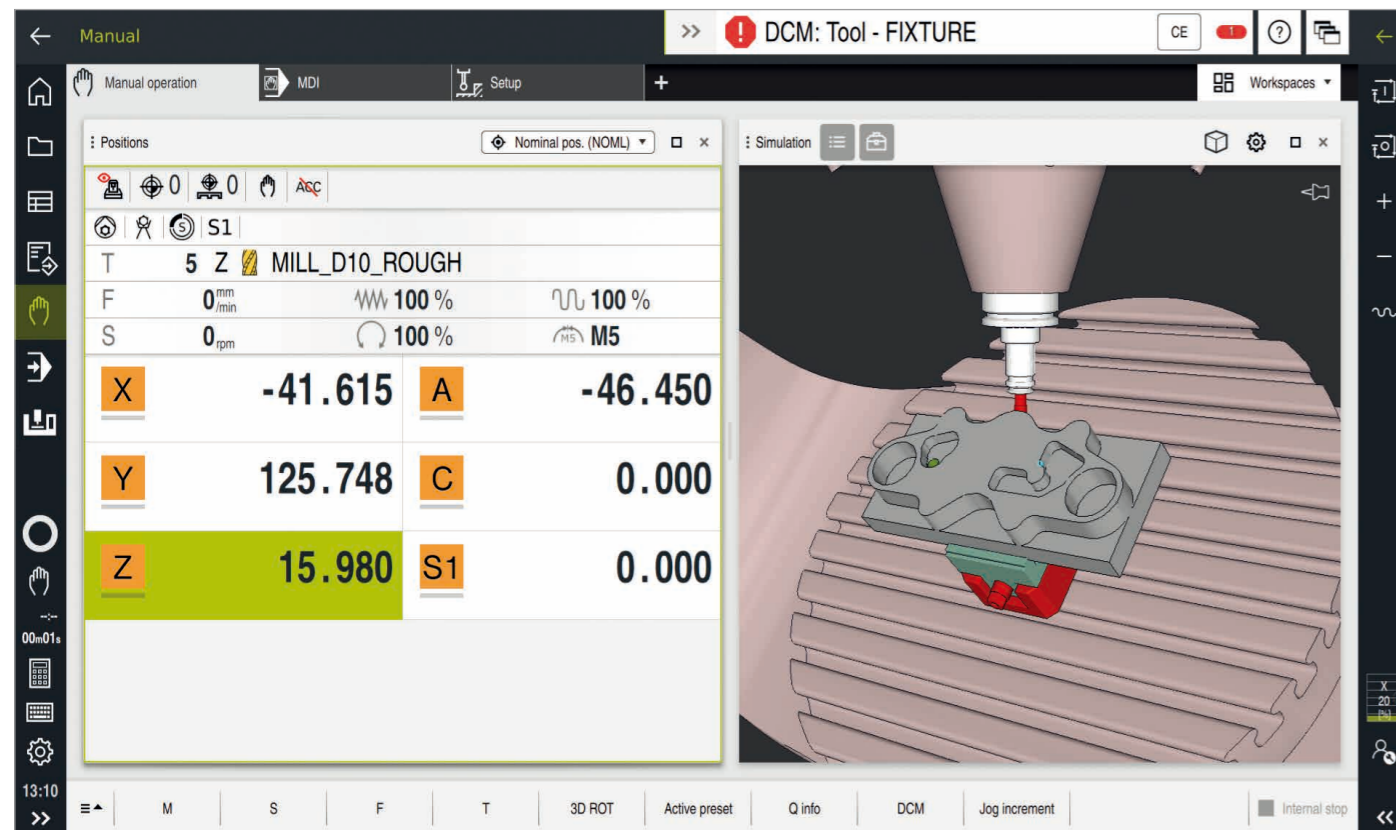 Manual
DCM: Tool - FIXTURE
CE
1
?
Manual operation
MDI
Setup
+
Workspaces
Positions
Nominal pos. (NOML)
Simulation
0
0
ACC
S
S1
T 5 Z MILL_D10_ROUGH
F 0 mm/min 100 % 100 %
S 0 rpm 100 % M5 M5
X -41.615 A -46.450
Y 125.748 C 0.000
Z 15.980 S1 0.000
--:--
00m01s
X
20
[%]
13:10
M
S
F
T
3D ROT
Active preset
Q info
DCM
Jog increment
Internal stop